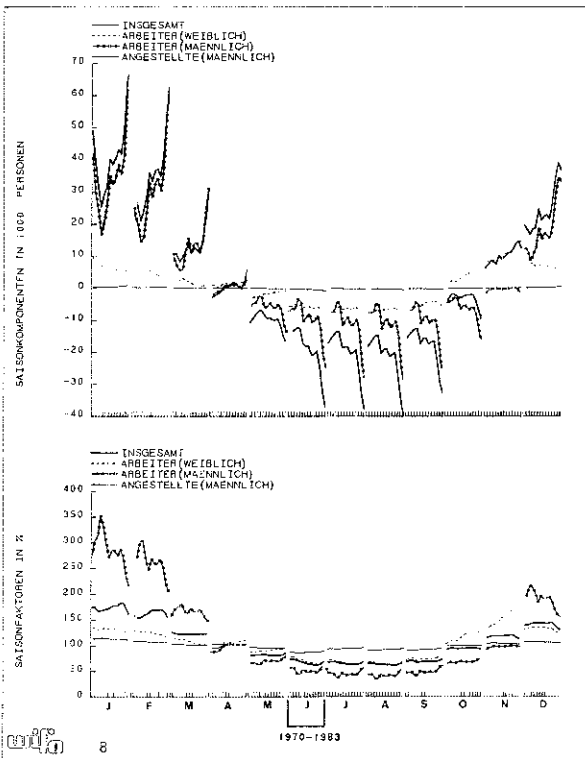 INSGESAMT
ARBEITER(WEIBLICH)
ARBEITER(MAENNLICH)
ANGESTELLTE(MAENNLICH)
SAISONKOMPONENTEN IN 1000 PERSONEN
70
60
50
40
30
20
10
0
-10
-20
-30
-40
INSGESAMT
ARBEITER(WEIBLICH)
ARBEITER(MAENNLICH)
ANGESTELLTE(MAENNLICH)
SAISONFAKTOREN IN %
400
350
300
250
200
150
100
50
0
J F M A M J J A S O N D
1970-1983
wifo 8